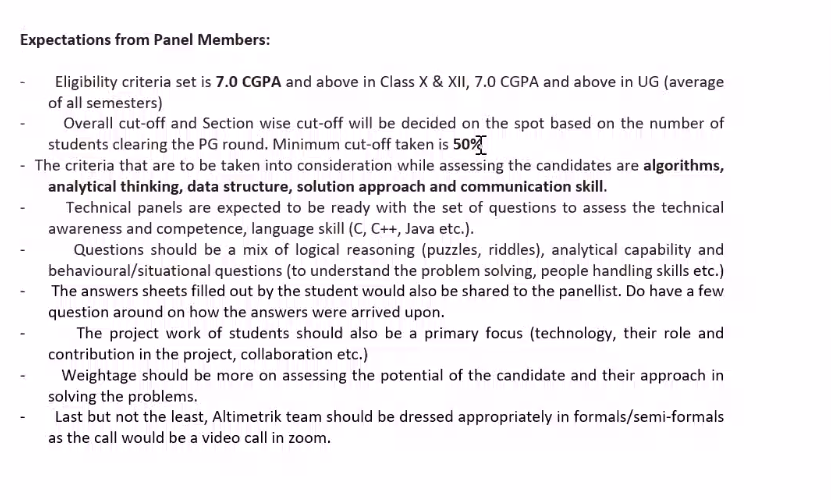 Expectations from Panel Members:
- Eligibility criteria set is 7.0 CGPA and above in Class X & XII, 7.0 CGPA and above in UG (average
of all semesters)
- Overall cut-off and Section wise cut-off will be decided on the spot based on the number of
students clearing the PG round. Minimum cut-off taken is 50%
- The criteria that are to be taken into consideration while assessing the candidates are algorithms,
analytical thinking, data structure, solution approach and communication skill.
- Technical panels are expected to be ready with the set of questions to assess the technical
awareness and competence, language skill (C, C++, Java etc.).
- Questions should be a mix of logical reasoning (puzzles, riddles), analytical capability and
behavioural/situational questions (to understand the problem solving, people handling skills etc.)
- The answers sheets filled out by the student would also be shared to the panellist. Do have a few
question around on how the answers were arrived upon.
- The project work of students should also be a primary focus (technology, their role and
contribution in the project, collaboration etc.)
- Weightage should be more on assessing the potential of the candidate and their approach in
solving the problems.
- Last but not the least, Altimetrik team should be dressed appropriately in formals/semi-formals
as the call would be a video call in zoom.